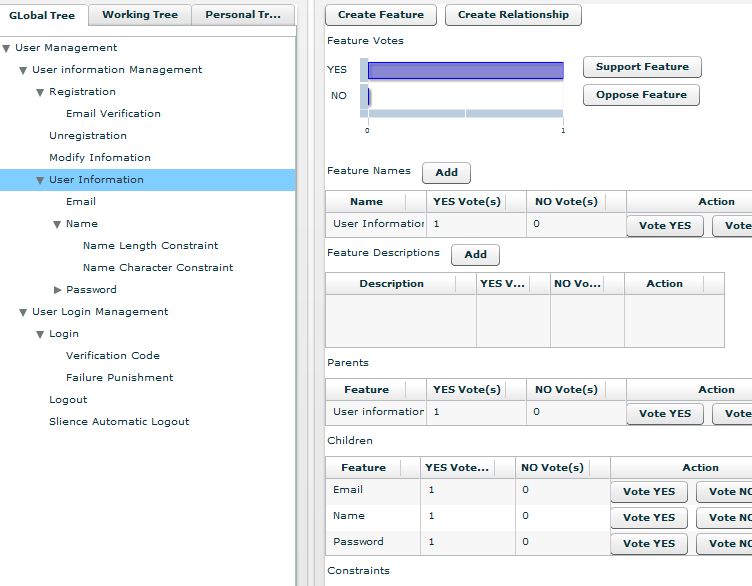 GLobal Tree Working Tree Personal Tr...
User Management
User information Management
Registration
Email Verification
Unregistration
Modify Infomation
User Information
Email
Name
Name Length Constraint
Name Character Constraint
Password
User Login Management
Login
Verification Code
Failure Punishment
Logout
Slience Automatic Logout
Create Feature Create Relationship
Feature Votes
YES
NO
0 1
Support Feature
Oppose Feature
Feature Names Add
Name YES Vote(s) NO Vote(s) Action
User Information 1 0 Vote YES Vote
Feature Descriptions Add
Description YES V... NO Vo... Action
Parents
Feature YES Vote(s) NO Vote(s) Action
User information 1 0 Vote YES Vote
Children
Feature YES Vote... NO Vote(s) Action
Email 1 0 Vote YES Vote NO
Name 1 0 Vote YES Vote NO
Password 1 0 Vote YES Vote NO
Constraints